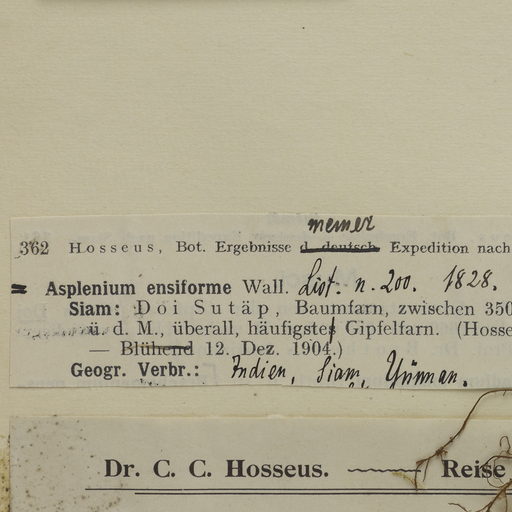 meiner
362 Hosseus, Bot. Ergebnisse d. deutsch. Expedition nach
= Asplenium ensiforme Wall. List. n. 200. 1828.
Siam: Doi Sutäp, Baumfarn, zwischen 350
ü. d. M., überall, häufigstes Gipfelfarn. (Hosse
— Blühend 12. Dez. 1904.)
Geogr. Verbr.: Indien, Siam, Yünnan.
Dr. C. C. Hosseus. Reise